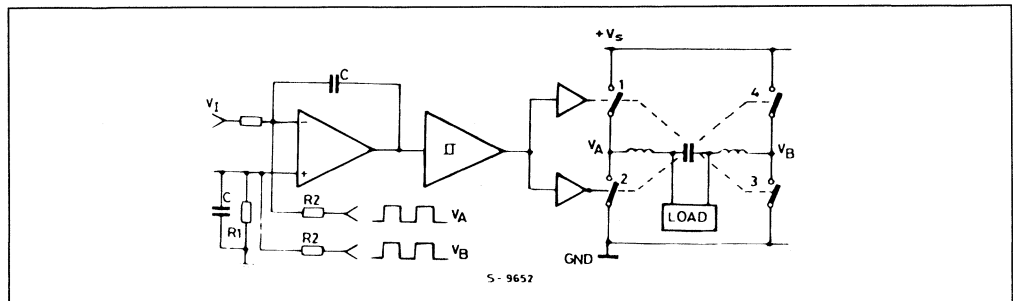 +Vs
C
1
4
VI
-
+
VA
VB
2
3
C
R1
R2
VA
R2
VB
LOAD
GND
S - 9652